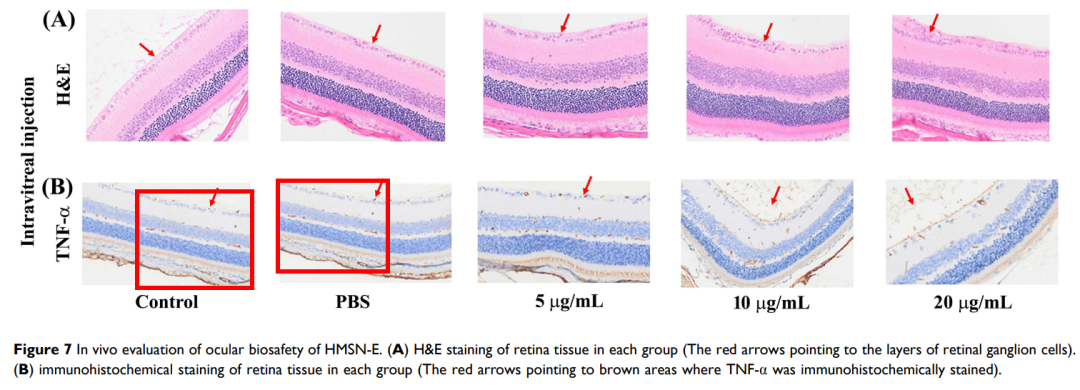 (A)
H&E
Intravitreal injection
(B)
TNF-α
Control PBS 5 μg/mL 10 μg/mL 20 μg/mL
Figure 7 In vivo evaluation of ocular biosafety of HMSN-E. (A) H&E staining of retina tissue in each group (The red arrows pointing to the layers of retinal ganglion cells).
(B) immunohistochemical staining of retina tissue in each group (The red arrows pointing to brown areas where TNF-α was immunohistochemically stained).